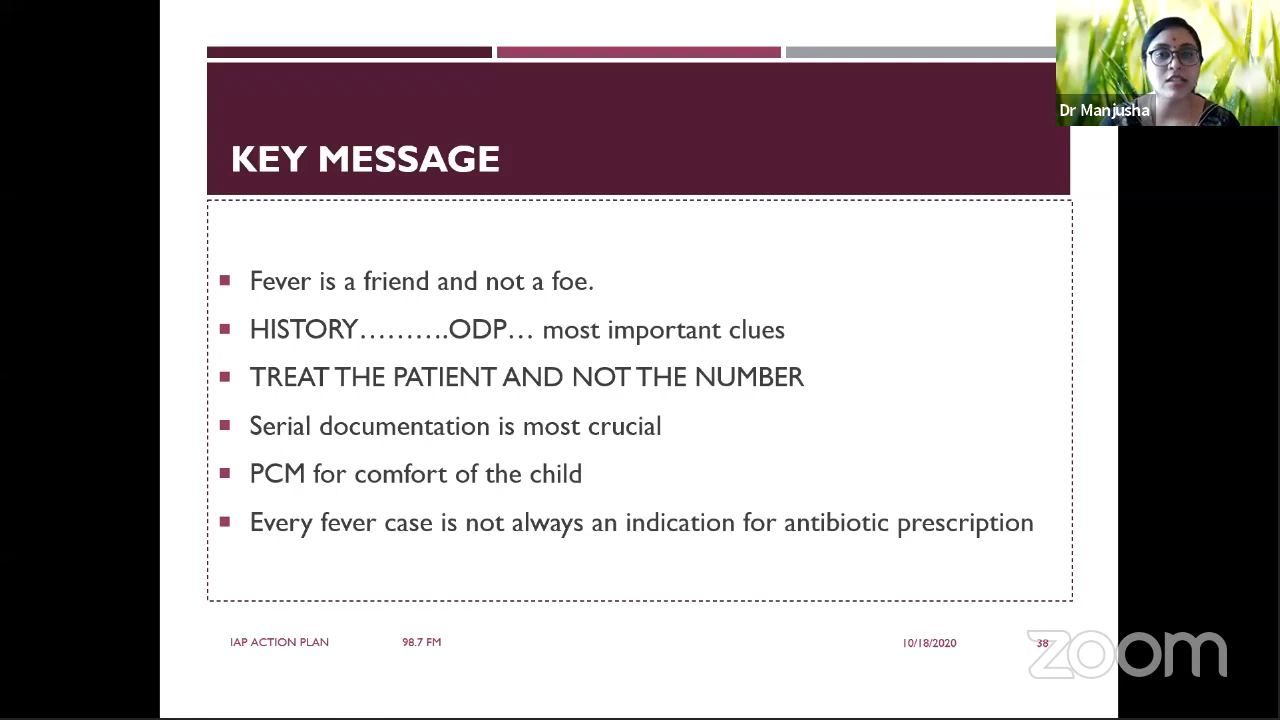 Dr Manjusha
KEY MESSAGE
Fever is a friend and not a foe.
HISTORY……….ODP… most important clues
TREAT THE PATIENT AND NOT THE NUMBER
Serial documentation is most crucial
PCM for comfort of the child
Every fever case is not always an indication for antibiotic prescription
IAP ACTION PLAN 98.7 FM 10/18/2020 38
zoom